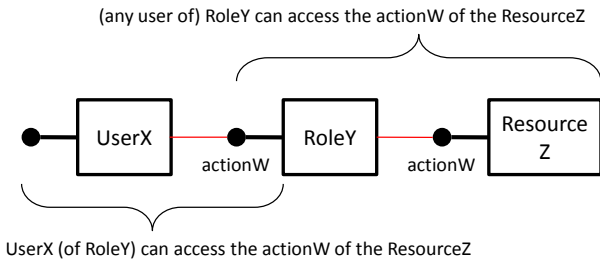 (any user of) RoleY can access the actionW of the ResourceZ
UserX
RoleY
Resource
Z
actionW
actionW
UserX (of RoleY) can access the actionW of the ResourceZ